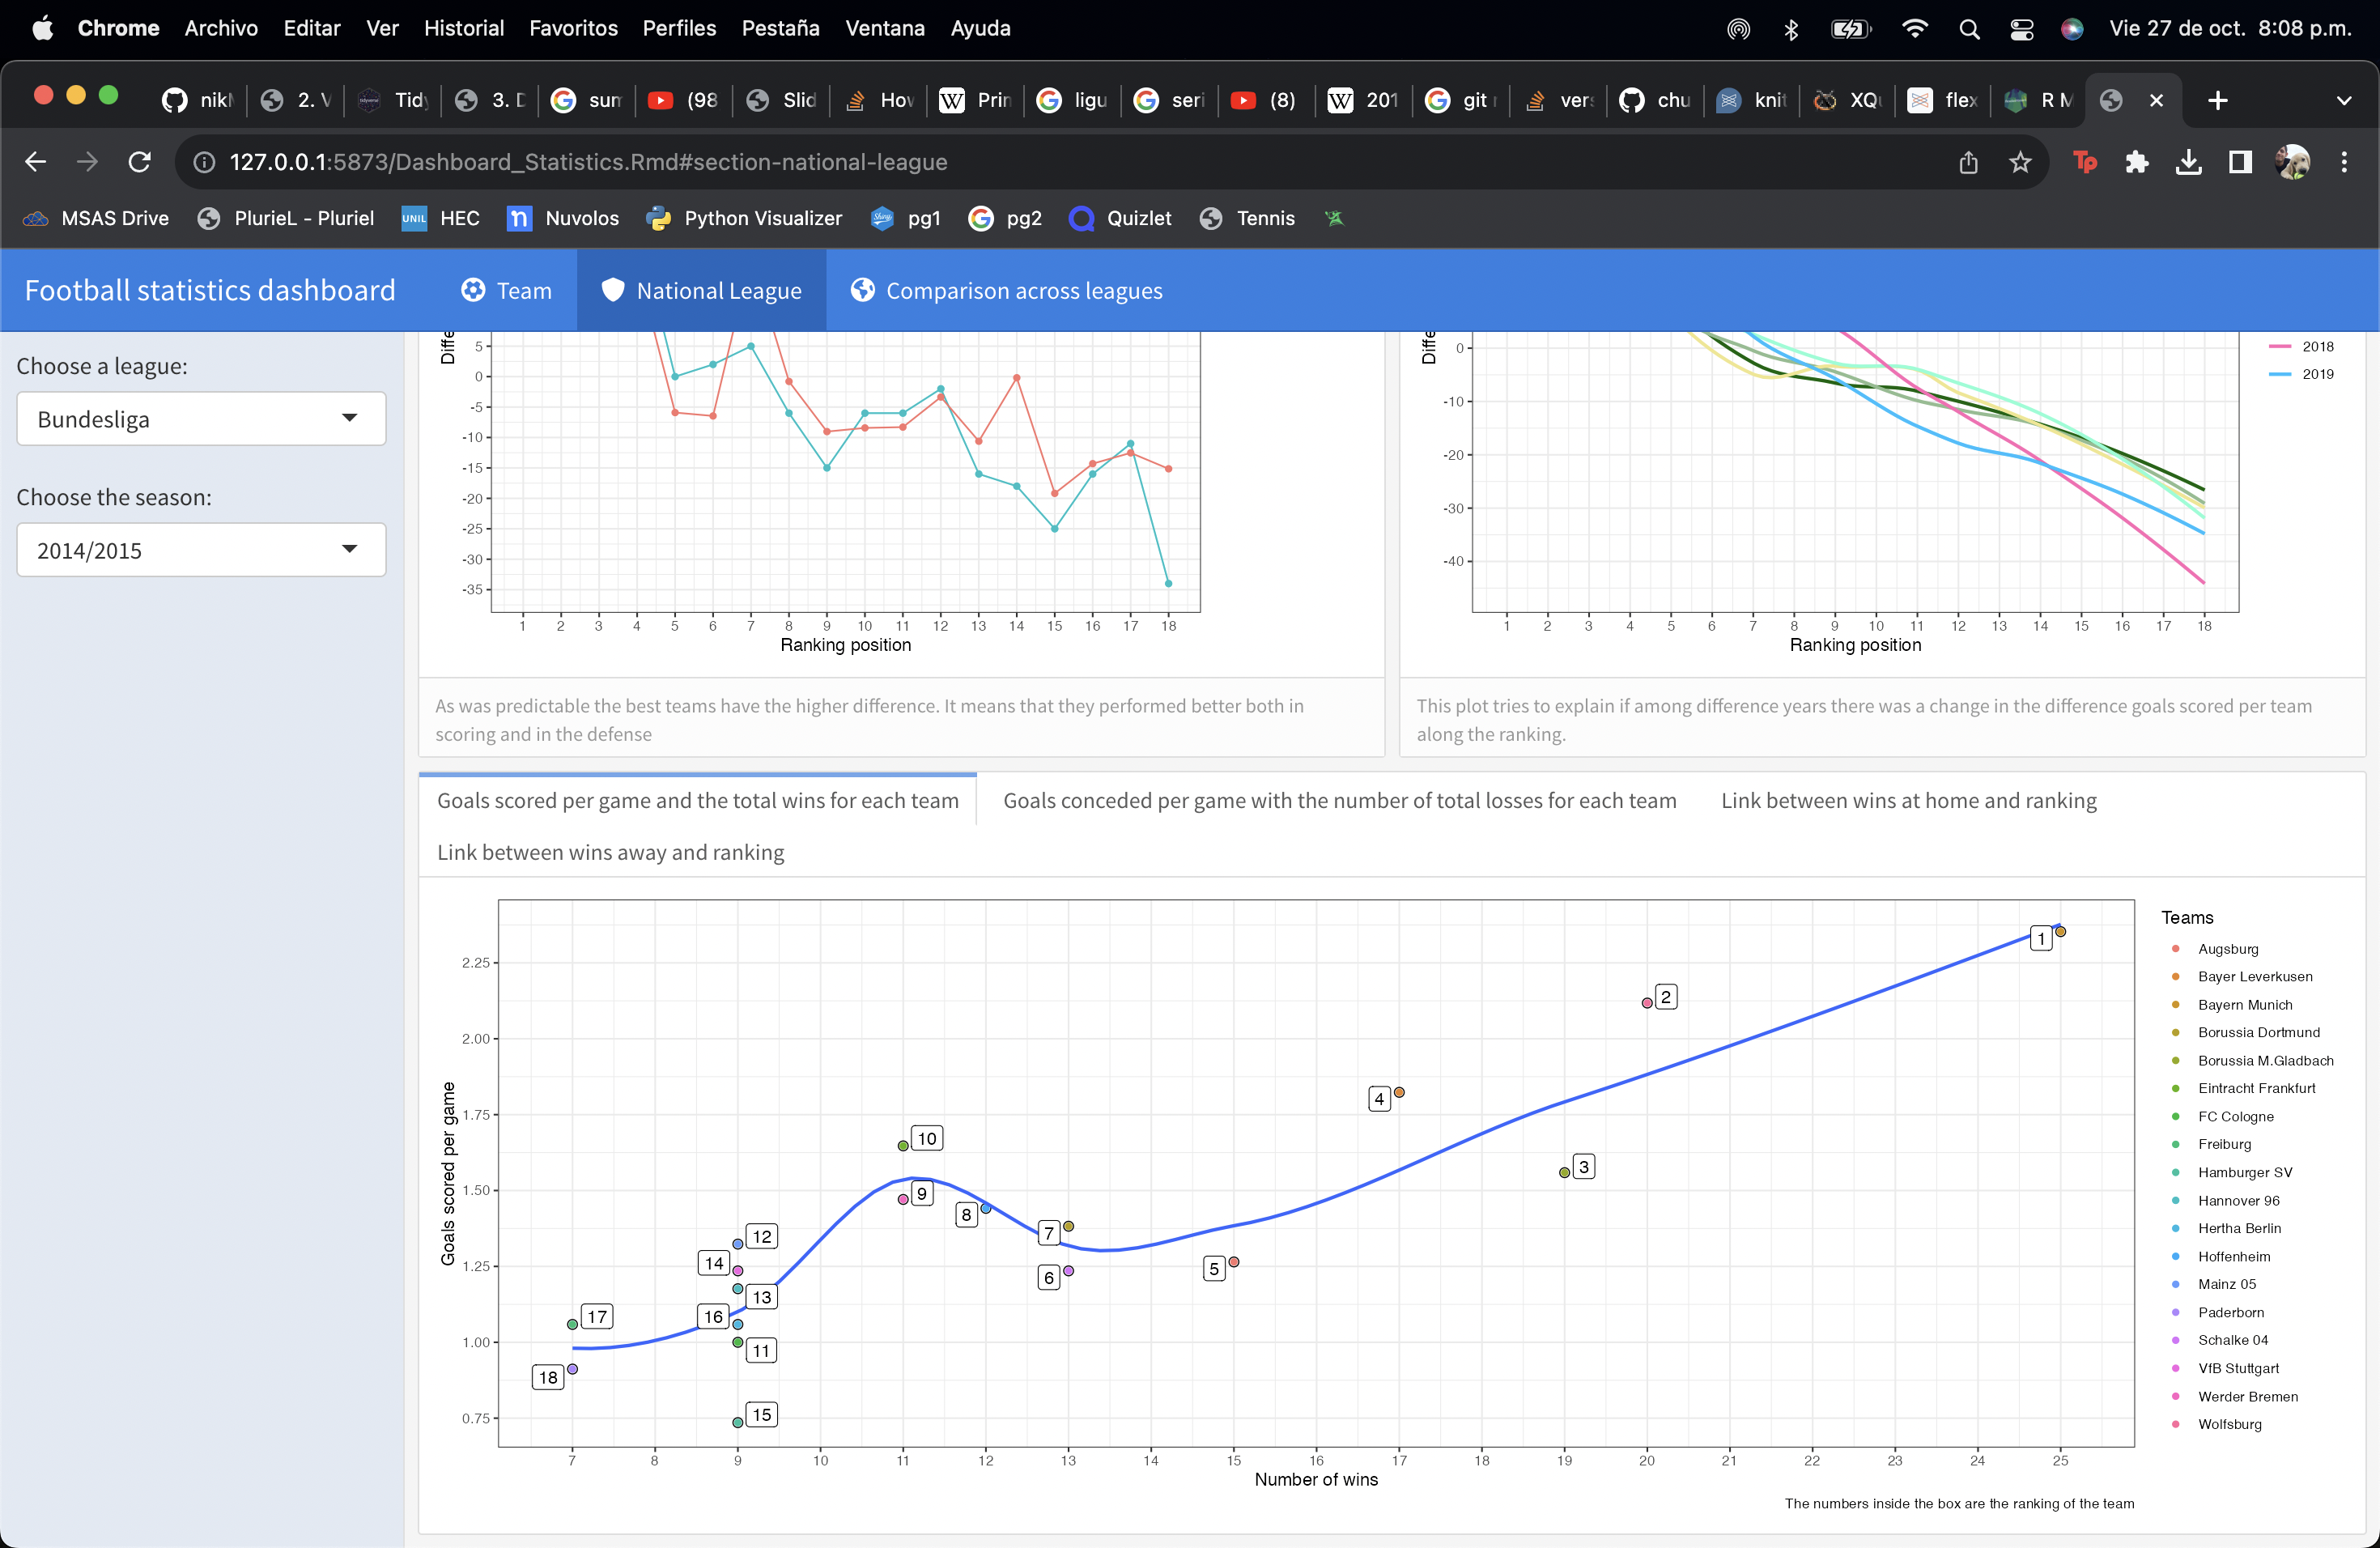 Chrome Archivo Editar Ver Historial Favoritos Perfiles Pestaña Ventana Ayuda Vie 27 de oct. 8:08 p.m.
nik 2. V Tidy 3. D sum (98 Slid Hov Prin ligu seri (8) 201 git r vers chu knit XQu flex R M
127.0.0.1:5873/Dashboard_Statistics.Rmd#section-national-league
MSAS Drive PlurieL - Pluriel UNIL HEC Nuvolos Python Visualizer pg1 pg2 Quizlet Tennis
Football statistics dashboard Team National League Comparison across leagues
Choose a league:
Bundesliga
Choose the season:
2014/2015
Diffe
5
0
-5
-10
-15
-20
-25
-30
-35
1 2 3 4 5 6 7 8 9 10 11 12 13 14 15 16 17 18
Ranking position
As was predictable the best teams have the higher difference. It means that they performed better both in
scoring and in the defense
Diffe
0
-10
-20
-30
-40
1 2 3 4 5 6 7 8 9 10 11 12 13 14 15 16 17 18
Ranking position
2018
2019
This plot tries to explain if among difference years there was a change in the difference goals scored per team
along the ranking.
Goals scored per game and the total wins for each team Goals conceded per game with the number of total losses for each team Link between wins at home and ranking
Link between wins away and ranking
Goals scored per game
2.25
2.00
1.75
1.50
1.25
1.00
0.75
1
2
4
3
10
9
8
7
6
5
12
14
13
16
11
15
17
18
7 8 9 10 11 12 13 14 15 16 17 18 19 20 21 22 23 24 25
Number of wins
The numbers inside the box are the ranking of the team
Teams
Augsburg
Bayer Leverkusen
Bayern Munich
Borussia Dortmund
Borussia M.Gladbach
Eintracht Frankfurt
FC Cologne
Freiburg
Hamburger SV
Hannover 96
Hertha Berlin
Hoffenheim
Mainz 05
Paderborn
Schalke 04
VfB Stuttgart
Werder Bremen
Wolfsburg